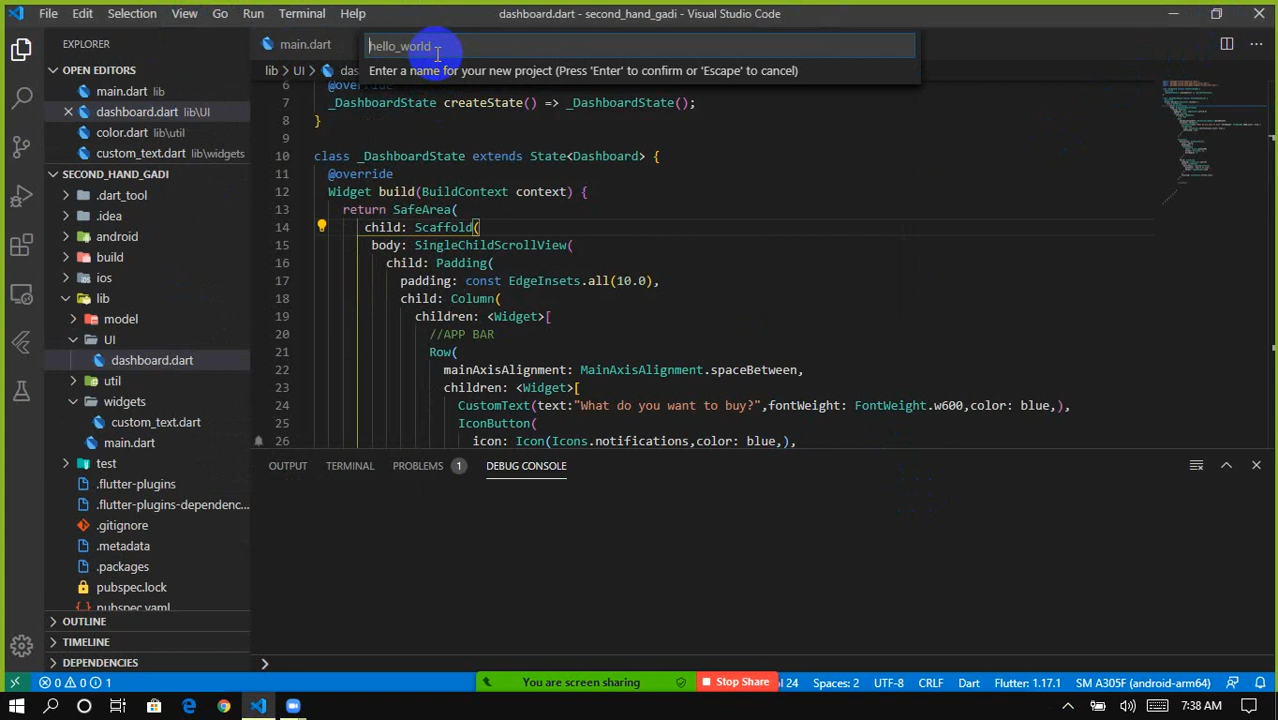 File Edit Selection View Go Run Terminal Help
dashboard.dart - second_hand_gadi - Visual Studio Code
EXPLORER
OPEN EDITORS
main.dart lib
dashboard.dart lib\UI
color.dart lib\util
custom_text.dart lib\widgets
SECOND_HAND_GADI
.dart_tool
.idea
android
build
ios
lib
model
UI
dashboard.dart
util
widgets
custom_text.dart
main.dart
test
.flutter-plugins
.flutter-plugins-dependenc...
.gitignore
.metadata
.packages
pubspec.lock
pubspec.yaml
OUTLINE
TIMELINE
DEPENDENCIES
main.dart
hello_world
Enter a name for your new project (Press 'Enter' to confirm or 'Escape' to cancel)
lib > UI > das
6 @override
7 _DashboardState createState() => _DashboardState();
8 }
9
10 class _DashboardState extends State<Dashboard> {
11 @override
12 Widget build(BuildContext context) {
13 return SafeArea(
14 child: Scaffold(
15 body: SingleChildScrollView(
16 child: Padding(
17 padding: const EdgeInsets.all(10.0),
18 child: Column(
19 children: <Widget>[
20 //APP BAR
21 Row(
22 mainAxisAlignment: MainAxisAlignment.spaceBetween,
23 children: <Widget>[
24 CustomText(text:"What do you want to buy?",fontWeight: FontWeight.w600,color: blue,),
25 IconButton(
26 icon: Icon(Icons.notifications,color: blue,),
OUTPUT TERMINAL PROBLEMS 1 DEBUG CONSOLE
0 0 1
You are screen sharing
Stop Share
ol 24 Spaces: 2 UTF-8 CRLF Dart Flutter: 1.17.1 SM A305F (android-arm64)
7:38 AM